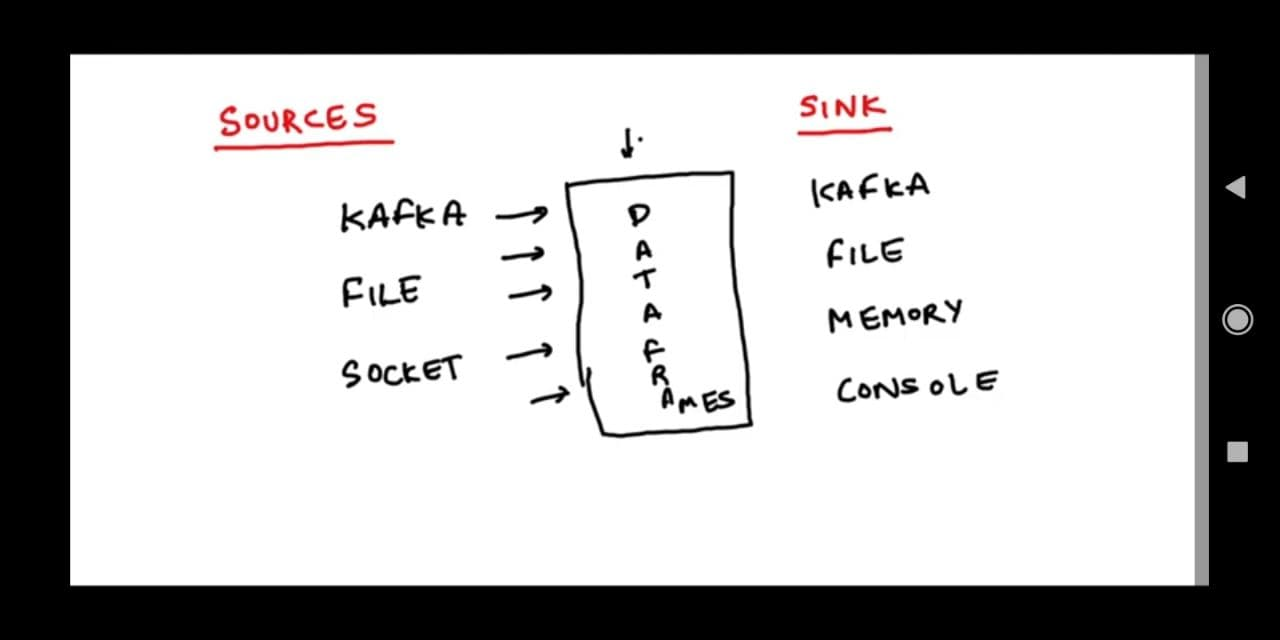 SOURCES
KAFKA
FILE
SOCKET
DATAFRAMES
SINK
KAFKA
FILE
MEMORY
CONSOLE